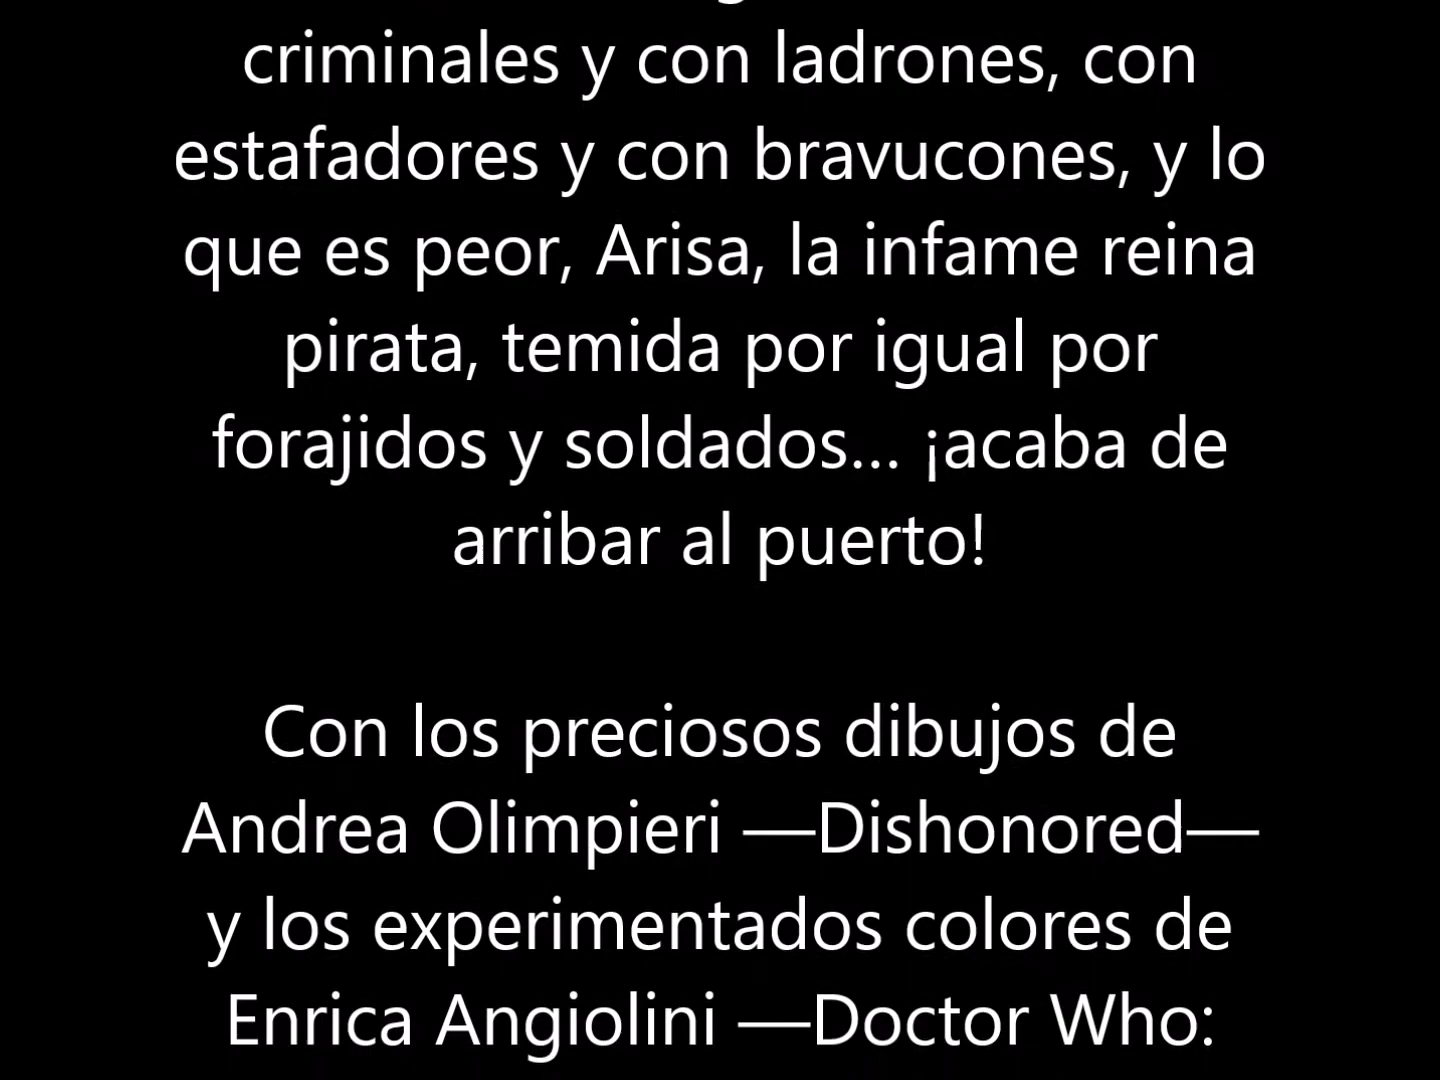 criminales y con ladrones, con
estafadores y con bravucones, y lo
que es peor, Arisa, la infame reina
pirata, temida por igual por
forajidos y soldados... ¡acaba de
arribar al puerto!
Con los preciosos dibujos de
Andrea Olimpieri —Dishonored—
y los experimentados colores de
Enrica Angiolini —Doctor Who: